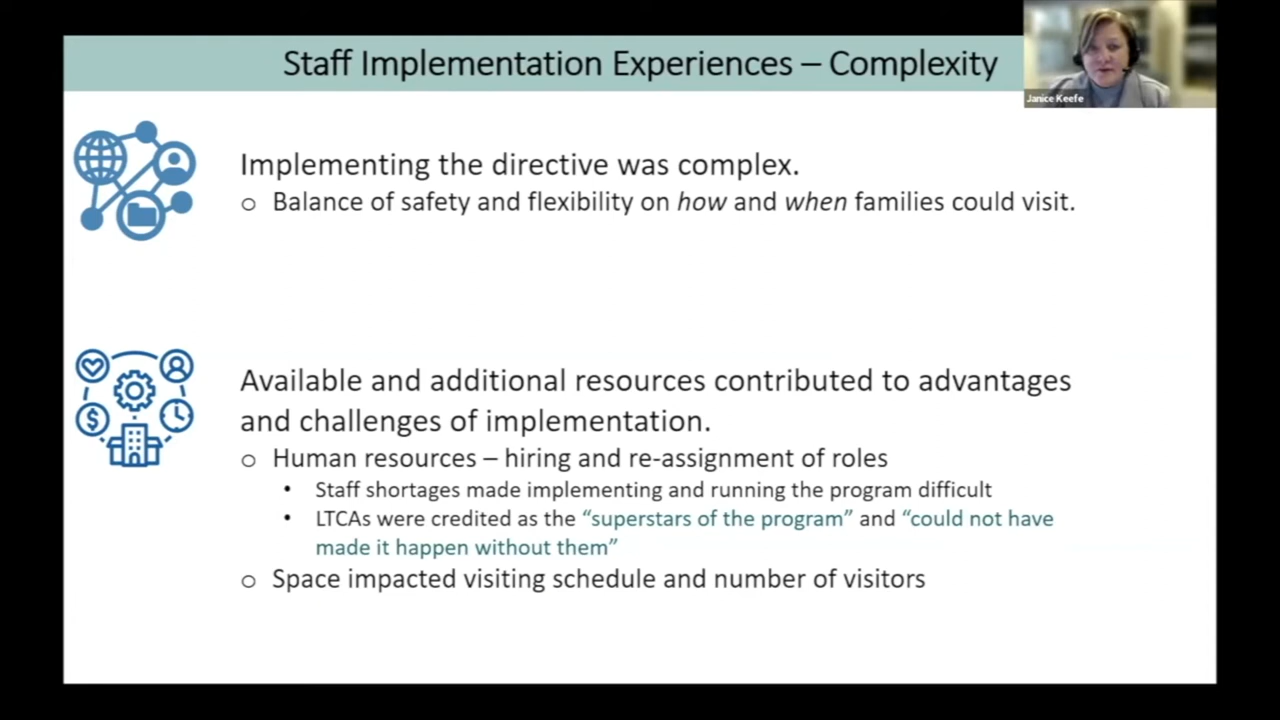 Staff Implementation Experiences – Complexity
Janice Keefe
Implementing the directive was complex.
o Balance of safety and flexibility on how and when families could visit.
Available and additional resources contributed to advantages
and challenges of implementation.
o Human resources – hiring and re-assignment of roles
• Staff shortages made implementing and running the program difficult
• LTCAs were credited as the “superstars of the program” and “could not have
made it happen without them”
o Space impacted visiting schedule and number of visitors
$